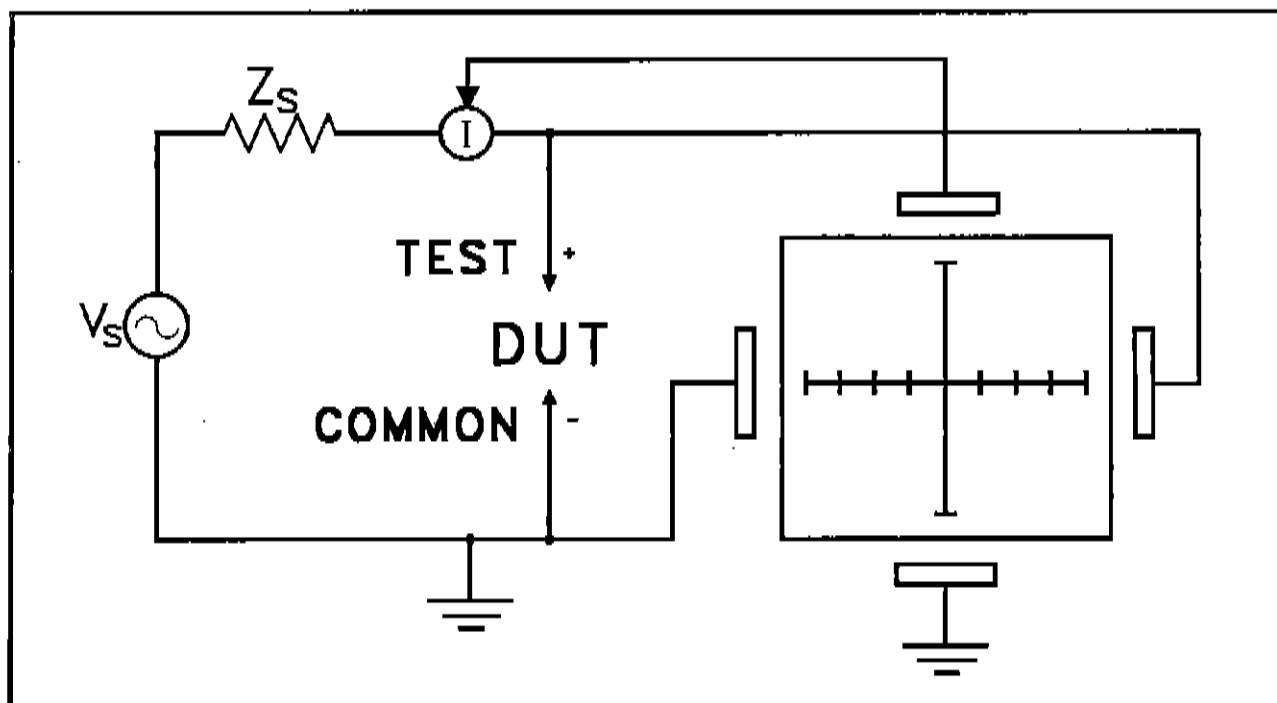 Z_S
I
TEST
+
V_S
DUT
COMMON
-